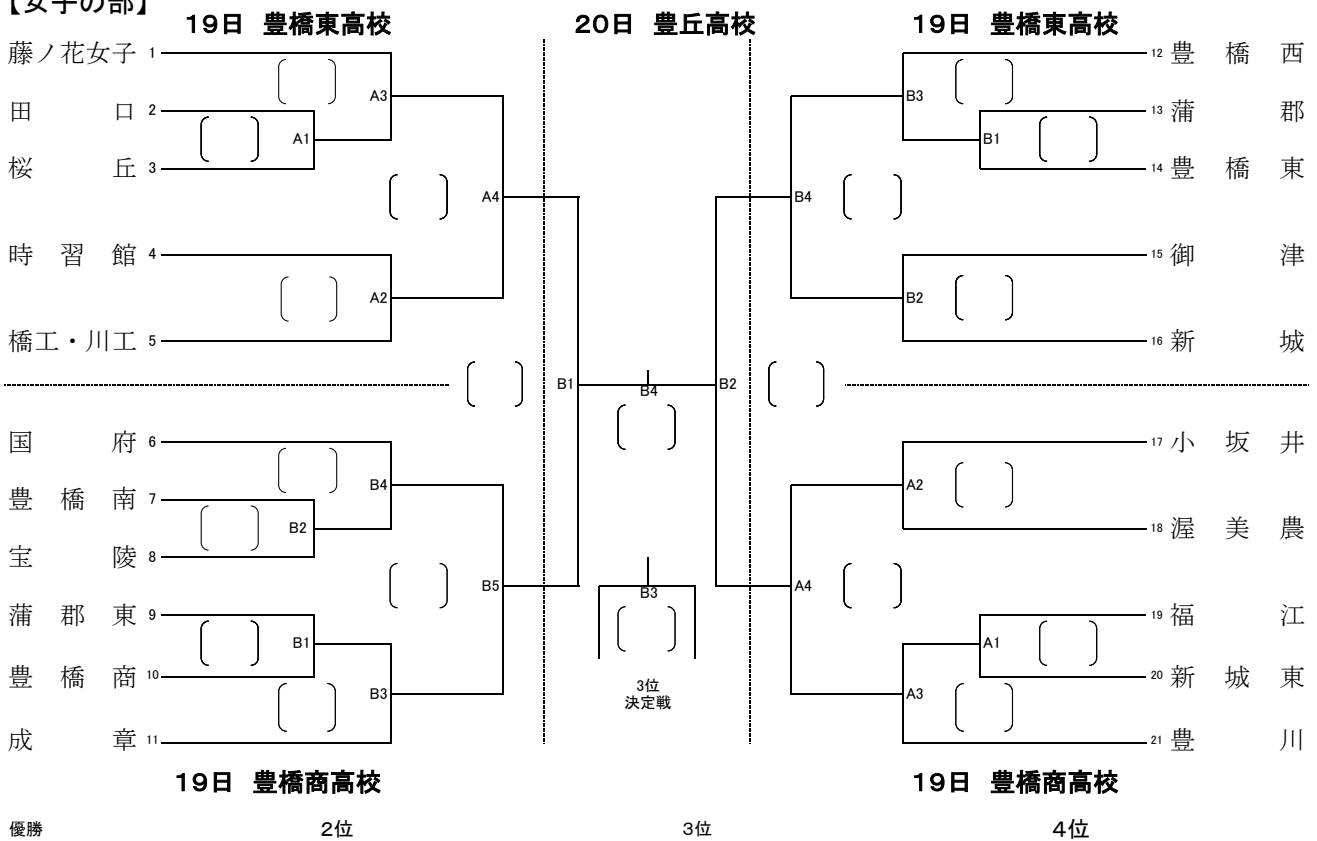 【女子の部】
19日 豊橋東高校
20日 豊丘高校
19日 豊橋東高校
藤ノ花女子 1
田口 2
桜丘 3
時習館 4
橋工・川工 5
国府 6
豊橋南 7
宝陵 8
蒲郡東 9
豊橋商 10
成章 11
A3
A1
A4
A2
B1
B4
B2
B5
B1
B3
B4
B3
3位
決定戦
B2
12 豊橋西
13 蒲郡
14 豊橋東
15 御津
16 新城
17 小坂井
18 渥美農
19 福江
20 新城東
21 豊川
B3
B1
B4
B2
A2
A4
A1
A3
19日 豊橋商高校
19日 豊橋商高校
優勝 2位 3位 4位